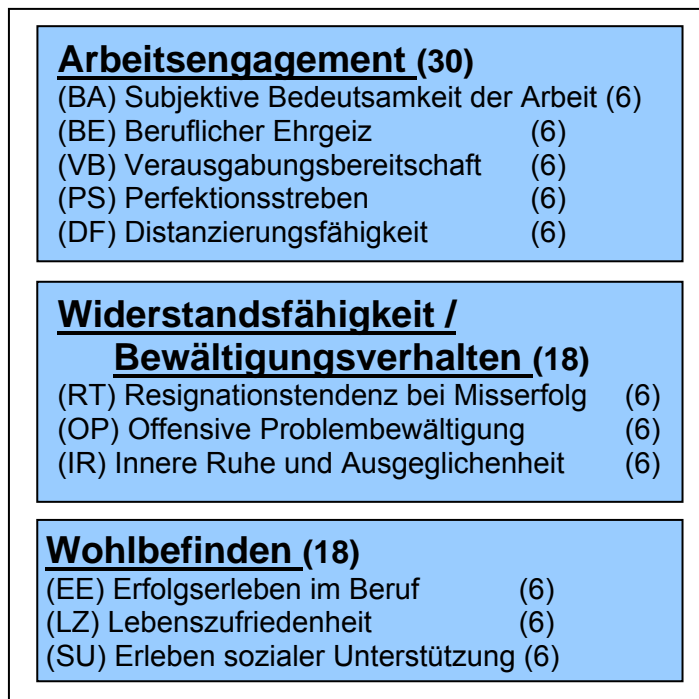 Arbeitsengagement (30)
(BA) Subjektive Bedeutsamkeit der Arbeit (6)
(BE) Beruflicher Ehrgeiz (6)
(VB) Verausgabungsbereitschaft (6)
(PS) Perfektionsstreben (6)
(DF) Distanzierungsfähigkeit (6)
Widerstandsfähigkeit /
Bewältigungsverhalten (18)
(RT) Resignationstendenz bei Misserfolg (6)
(OP) Offensive Problembewältigung (6)
(IR) Innere Ruhe und Ausgeglichenheit (6)
Wohlbefinden (18)
(EE) Erfolgserleben im Beruf (6)
(LZ) Lebenszufriedenheit (6)
(SU) Erleben sozialer Unterstützung (6)